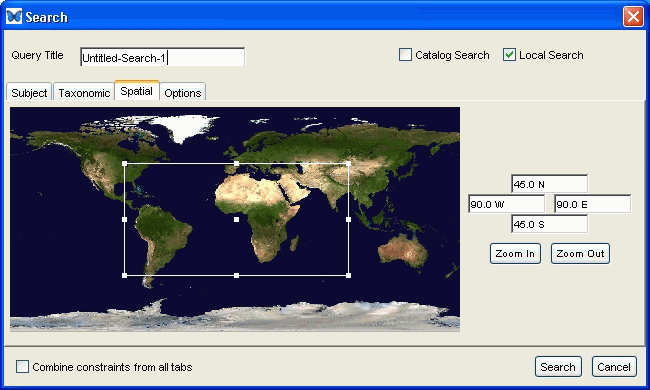 Search
Query Title Untitled-Search-1 Catalog Search Local Search
Subject Taxonomic Spatial Options
45.0 N
90.0 W 90.0 E
45.0 S
Zoom In Zoom Out
Combine constraints from all tabs Search Cancel